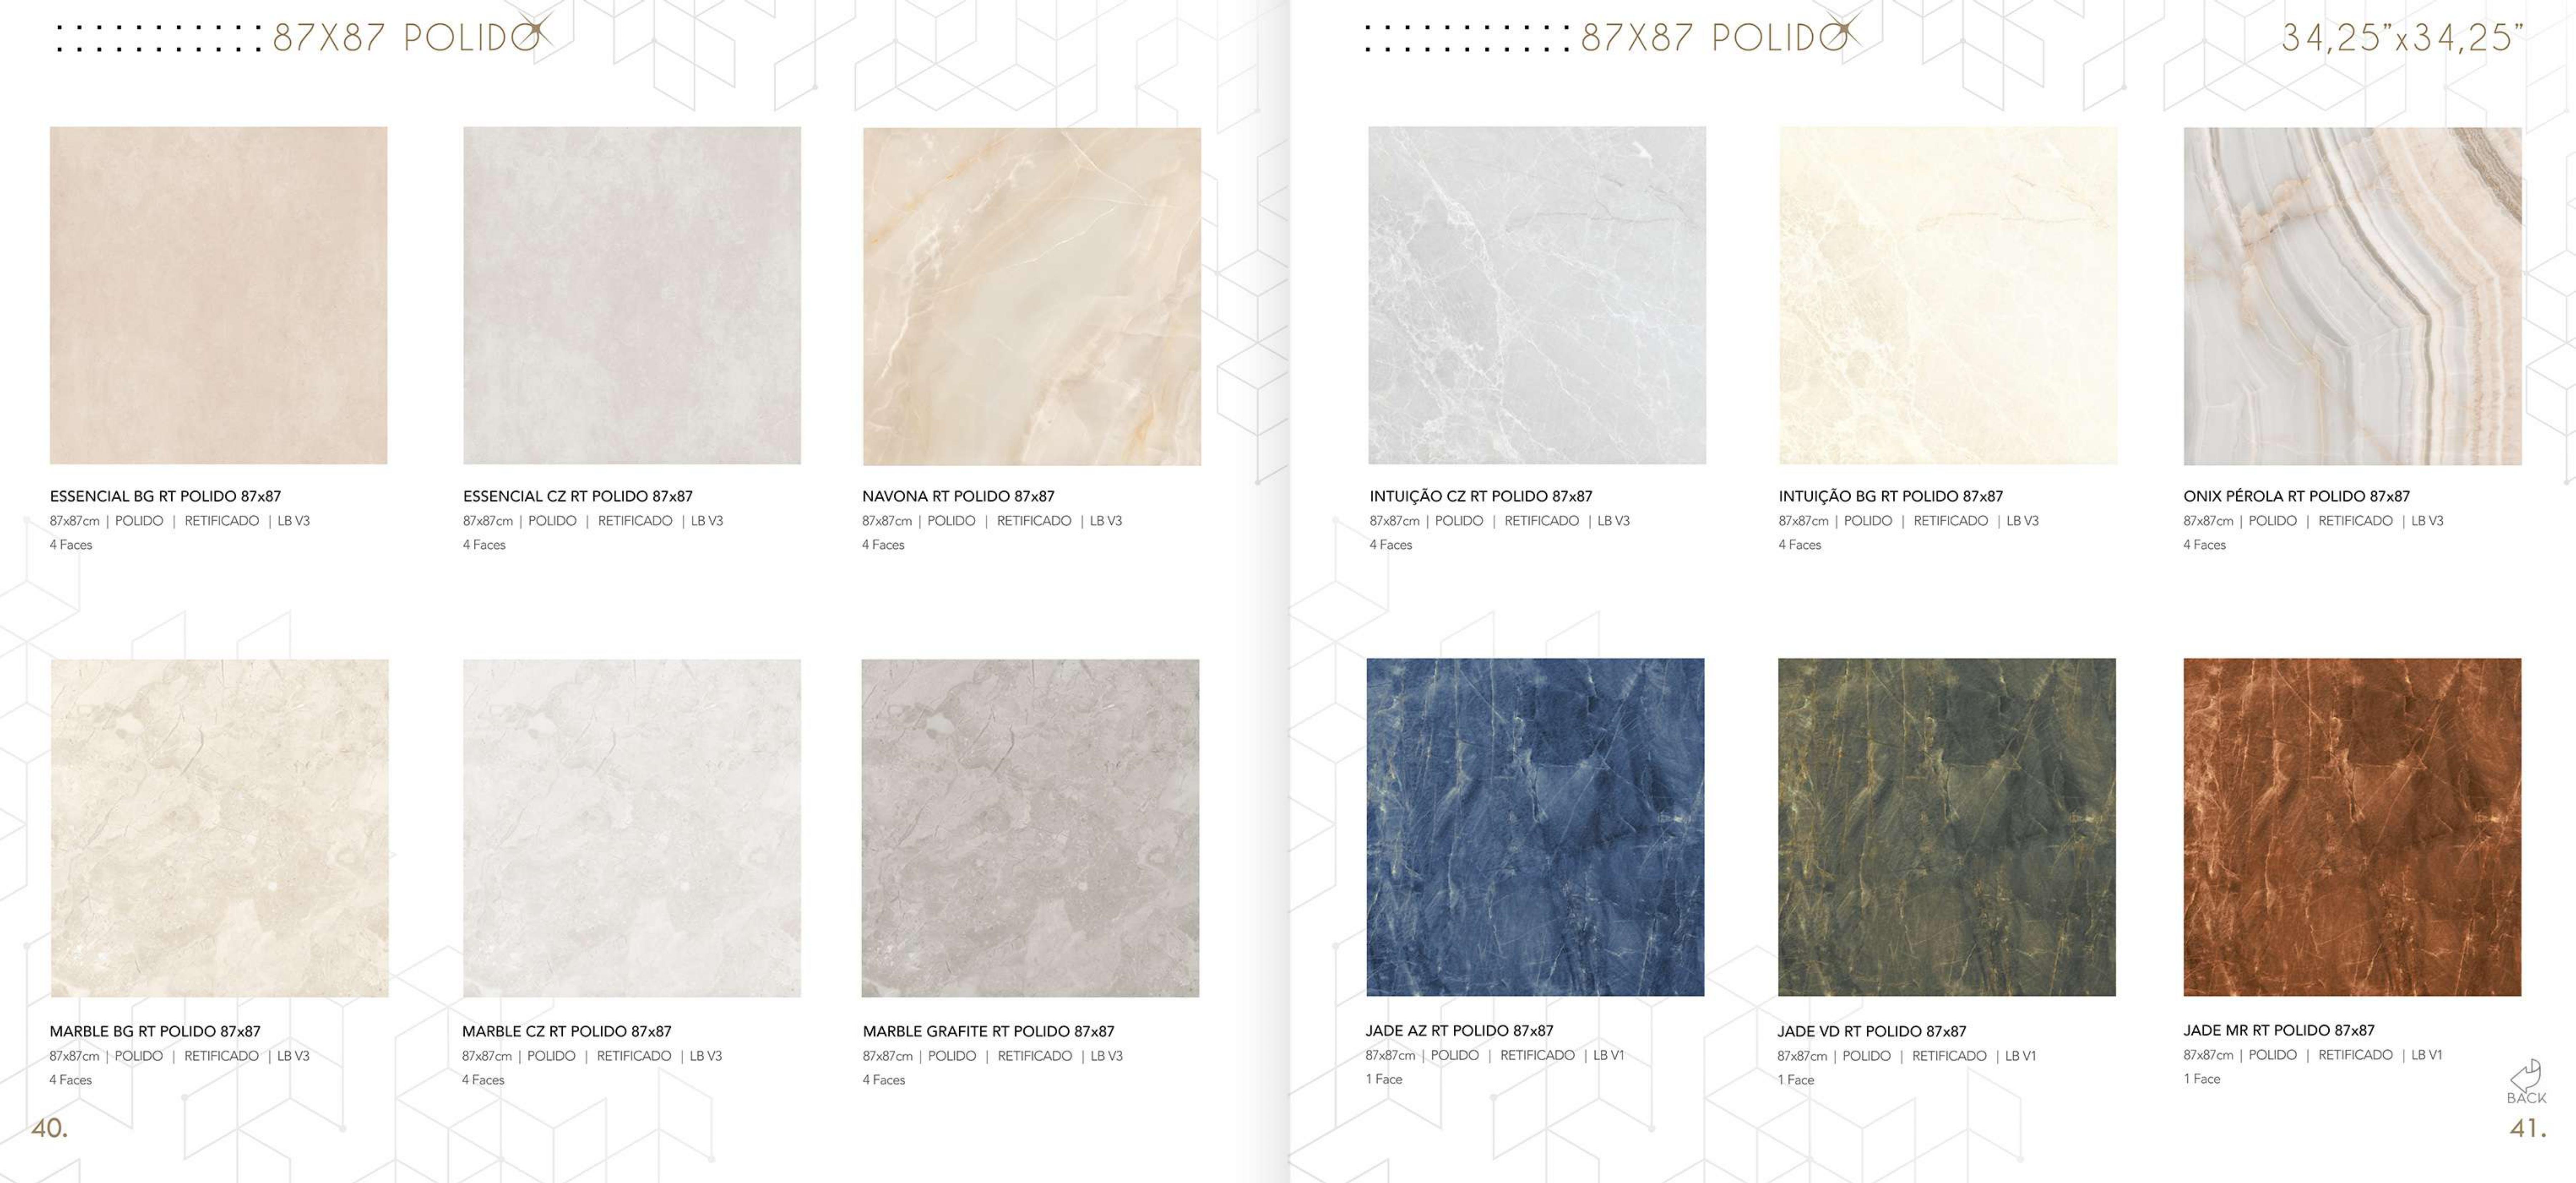 87X87 POLIDO
ESSENCIAL BG RT POLIDO 87x87
87x87cm | POLIDO | RETIFICADO | LB V3
4 Faces
ESSENCIAL CZ RT POLIDO 87x87
87x87cm | POLIDO | RETIFICADO | LB V3
4 Faces
NAVONA RT POLIDO 87x87
87x87cm | POLIDO | RETIFICADO | LB V3
4 Faces
MARBLE BG RT POLIDO 87x87
87x87cm | POLIDO | RETIFICADO | LB V3
4 Faces
MARBLE CZ RT POLIDO 87x87
87x87cm | POLIDO | RETIFICADO | LB V3
4 Faces
MARBLE GRAFITE RT POLIDO 87x87
87x87cm | POLIDO | RETIFICADO | LB V3
4 Faces
40.
87X87 POLIDO
34,25”x34,25”
INTUIÇÃO CZ RT POLIDO 87x87
87x87cm | POLIDO | RETIFICADO | LB V3
4 Faces
INTUIÇÃO BG RT POLIDO 87x87
87x87cm | POLIDO | RETIFICADO | LB V3
4 Faces
ONIX PÉROLA RT POLIDO 87x87
87x87cm | POLIDO | RETIFICADO | LB V3
4 Faces
JADE AZ RT POLIDO 87x87
87x87cm | POLIDO | RETIFICADO | LB V1
1 Face
JADE VD RT POLIDO 87x87
87x87cm | POLIDO | RETIFICADO | LB V1
1 Face
JADE MR RT POLIDO 87x87
87x87cm | POLIDO | RETIFICADO | LB V1
1 Face
BACK
41.